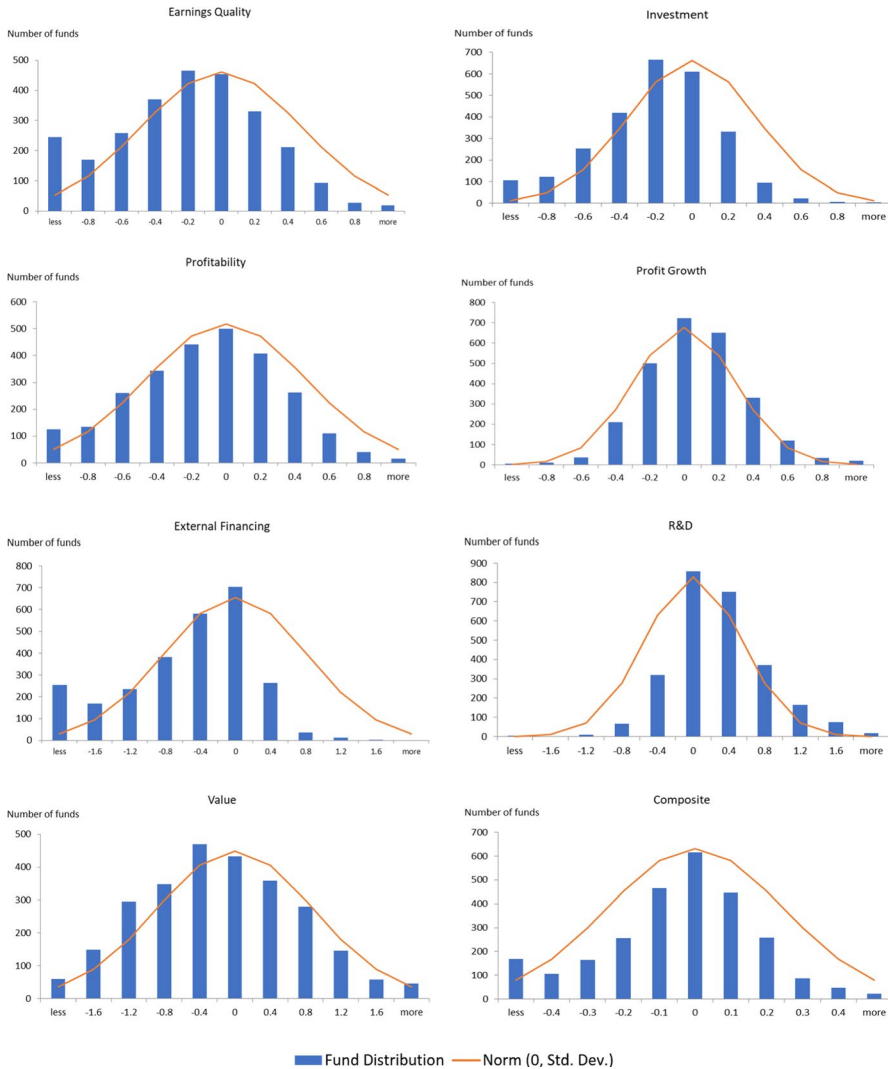 Earnings Quality
Number of funds
500
400
300
200
100
0
less -0.8 -0.6 -0.4 -0.2 0 0.2 0.4 0.6 0.8 more
Investment
Number of funds
700
600
500
400
300
200
100
0
less -0.8 -0.6 -0.4 -0.2 0 0.2 0.4 0.6 0.8 more
Profitability
Number of funds
600
500
400
300
200
100
0
less -0.8 -0.6 -0.4 -0.2 0 0.2 0.4 0.6 0.8 more
Profit Growth
Number of funds
800
700
600
500
400
300
200
100
0
less -0.8 -0.6 -0.4 -0.2 0 0.2 0.4 0.6 0.8 more
External Financing
Number of funds
800
700
600
500
400
300
200
100
0
less -1.6 -1.2 -0.8 -0.4 0 0.4 0.8 1.2 1.6 more
R&D
Number of funds
900
800
700
600
500
400
300
200
100
0
less -1.6 -1.2 -0.8 -0.4 0 0.4 0.8 1.2 1.6 more
Value
Number of funds
500
400
300
200
100
0
less -1.6 -1.2 -0.8 -0.4 0 0.4 0.8 1.2 1.6 more
Composite
Number of funds
700
600
500
400
300
200
100
0
less -0.4 -0.3 -0.2 -0.1 0 0.1 0.2 0.3 0.4 more
Fund Distribution Norm (0, Std. Dev.)